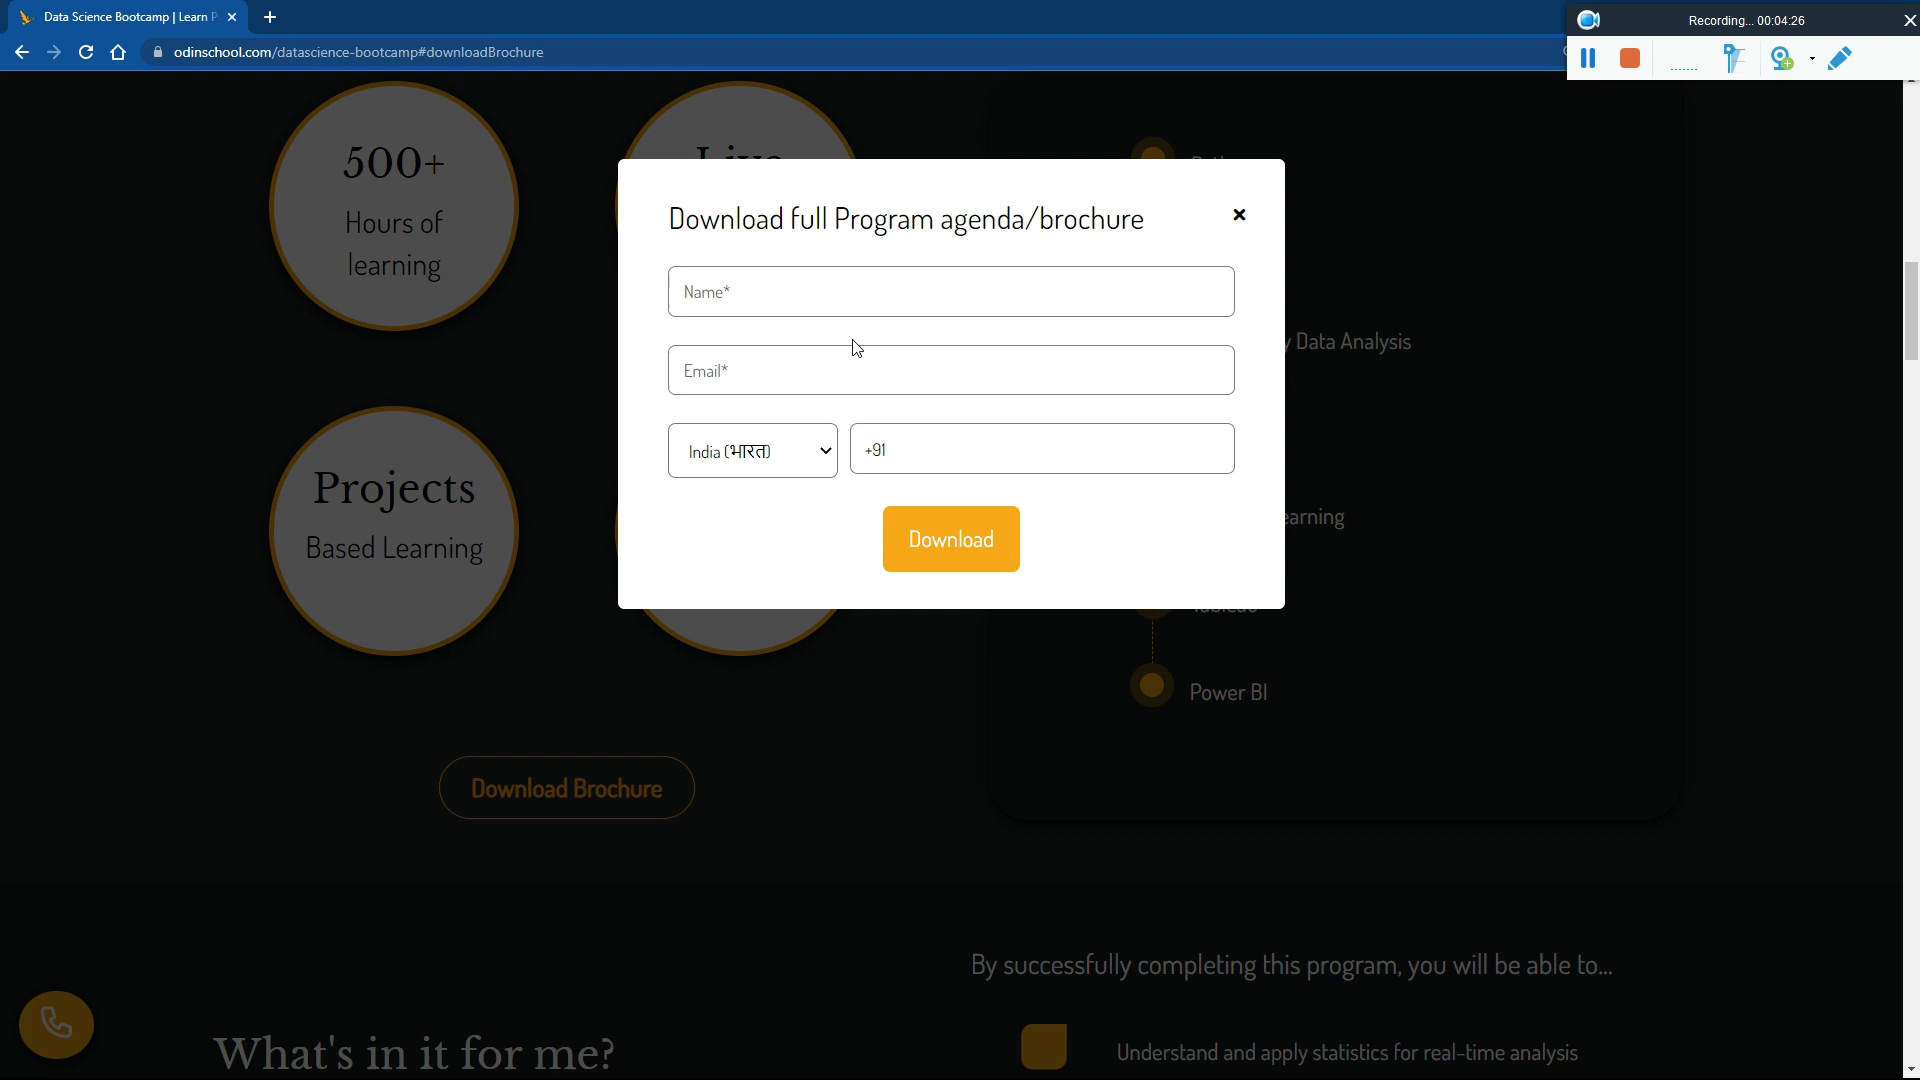 Data Science Bootcamp | Learn P
Recording... 00:04:26
odinschool.com/datascience-bootcamp#downloadBrochure
500+
Hours of
learning
Live
Download full Program agenda/brochure
Name*
Email*
India (भारत)
+91
Download
y Data Analysis
earning
Projects
Based Learning
Tableau
Power BI
Download Brochure
By successfully completing this program, you will be able to...
What's in it for me?
Understand and apply statistics for real-time analysis